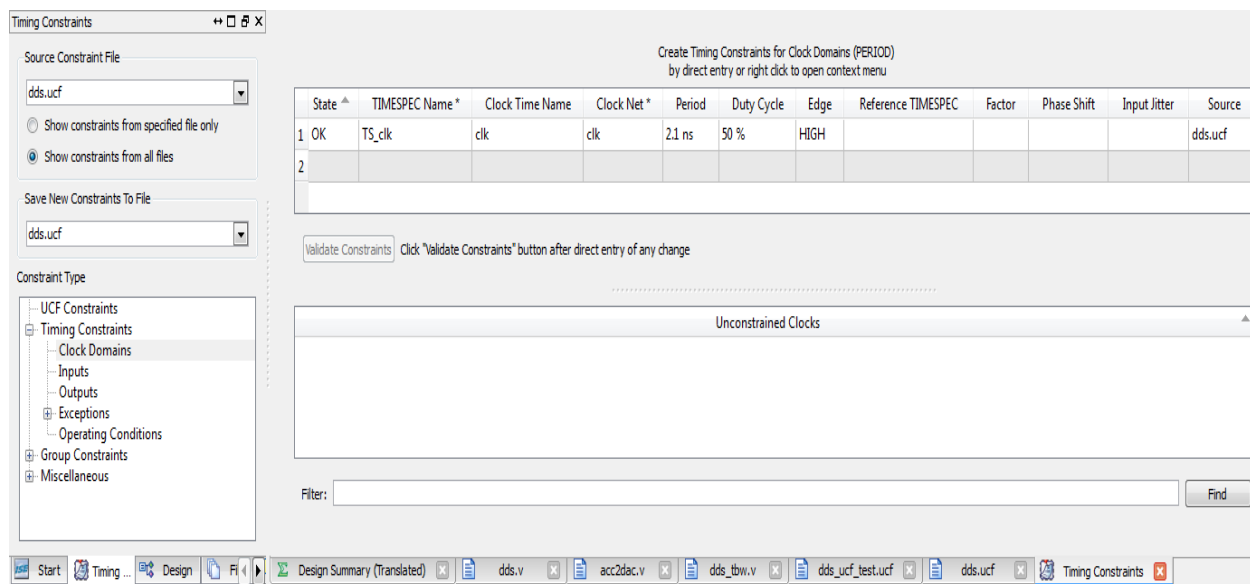 Timing Constraints
Source Constraint File
dds.ucf
Show constraints from specified file only
Show constraints from all files
Save New Constraints To File
dds.ucf
Constraint Type
UCF Constraints
Timing Constraints
Clock Domains
Inputs
Outputs
Exceptions
Operating Conditions
Group Constraints
Miscellaneous
Create Timing Constraints for Clock Domains (PERIOD)
by direct entry or right click to open context menu
State TIMESPEC Name * Clock Time Name Clock Net * Period Duty Cycle Edge Reference TIMESPEC Factor Phase Shift Input Jitter Source
1 OK TS_clk clk clk 2.1 ns 50 % HIGH dds.ucf
2
Validate Constraints Click "Validate Constraints" button after direct entry of any change
Unconstrained Clocks
Filter: Find
ISE Start Timing ... Design Fi Design Summary (Translated) dds.v acc2dac.v dds_tbw.v dds_ucf_test.ucf dds.ucf Timing Constraints